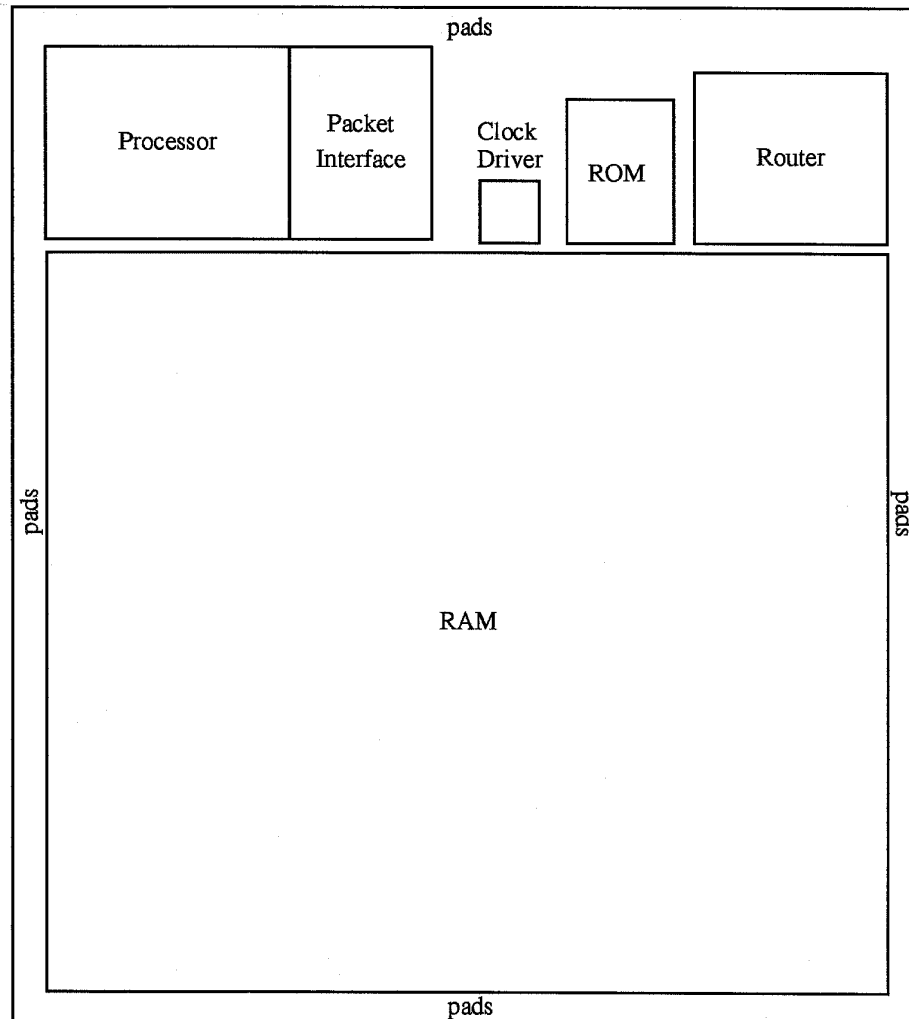 pads
Processor
Packet
Interface
Clock
Driver
ROM
Router
pads
pads
RAM
pads